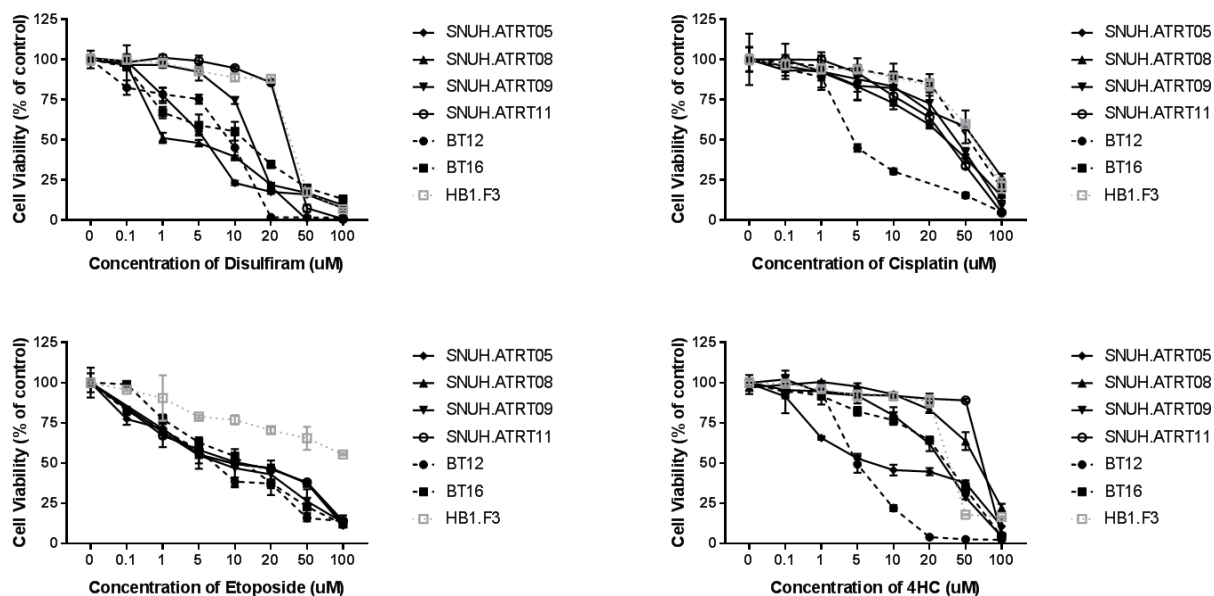 Cell Viability (% of control)
125
100
75
50
25
0
0 0.1 1 5 10 20 50 100
Concentration of Disulfiram (uM)
SNUH.ATRT05
SNUH.ATRT08
SNUH.ATRT09
SNUH.ATRT11
BT12
BT16
HB1.F3
Cell Viability (% of control)
125
100
75
50
25
0
0 0.1 1 5 10 20 50 100
Concentration of Cisplatin (uM)
SNUH.ATRT05
SNUH.ATRT08
SNUH.ATRT09
SNUH.ATRT11
BT12
BT16
HB1.F3
Cell Viability (% of control)
125
100
75
50
25
0
0 0.1 1 5 10 20 50 100
Concentration of Etoposide (uM)
SNUH.ATRT05
SNUH.ATRT08
SNUH.ATRT09
SNUH.ATRT11
BT12
BT16
HB1.F3
Cell Viability (% of control)
125
100
75
50
25
0
0 0.1 1 5 10 20 50 100
Concentration of 4HC (uM)
SNUH.ATRT05
SNUH.ATRT08
SNUH.ATRT09
SNUH.ATRT11
BT12
BT16
HB1.F3